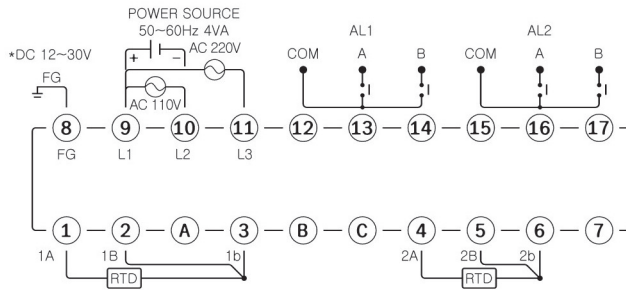 POWER SOURCE
50~60Hz 4VA
AL1
AL2
*DC 12~30V
+ − AC 220V
COM A B COM A B
FG
AC 110V
8 9 10 11 12 13 14 15 16 17
FG L1 L2 L3
1 2 A 3 B C 4 5 6 7
1A 1B 1b 2A 2B 2b
RTD RTD